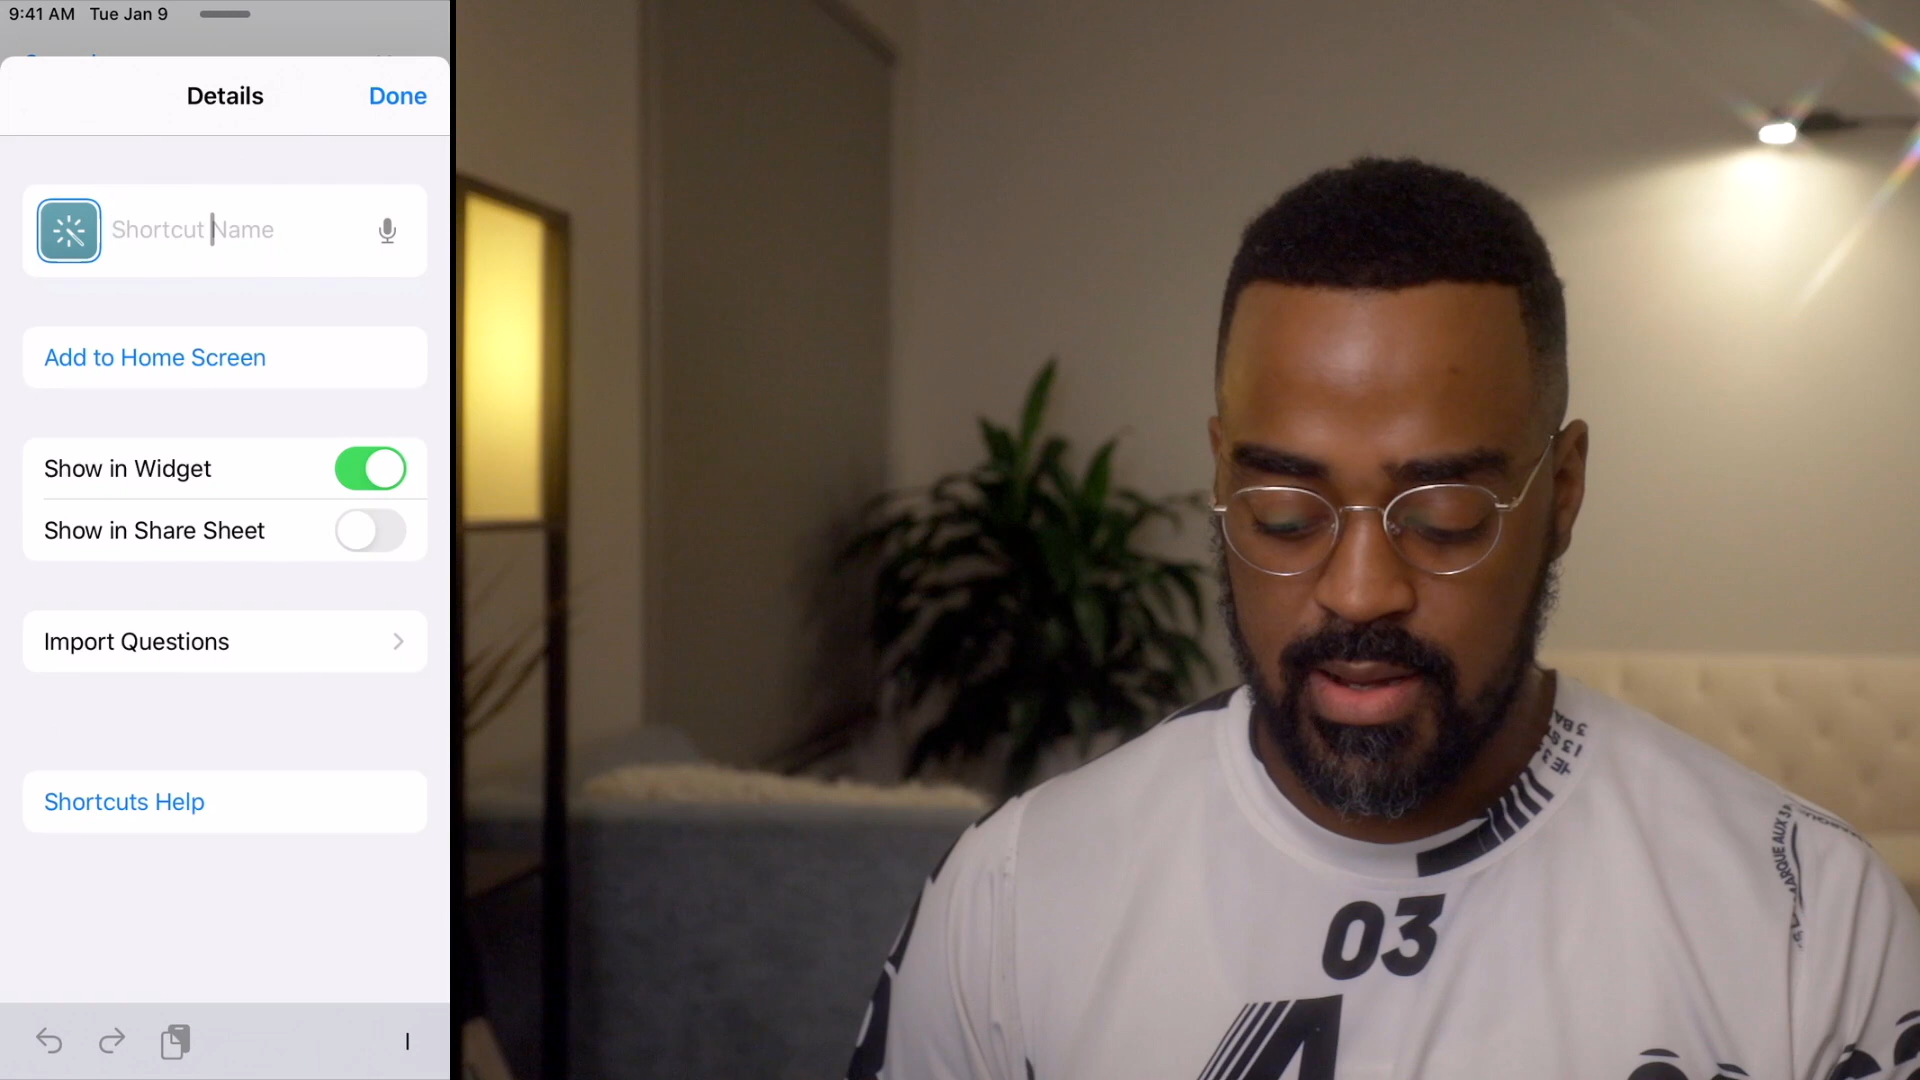 9:41 AM Tue Jan 9
Details
Done
Shortcut Name
Add to Home Screen
Show in Widget
Show in Share Sheet
Import Questions
Shortcuts Help
03